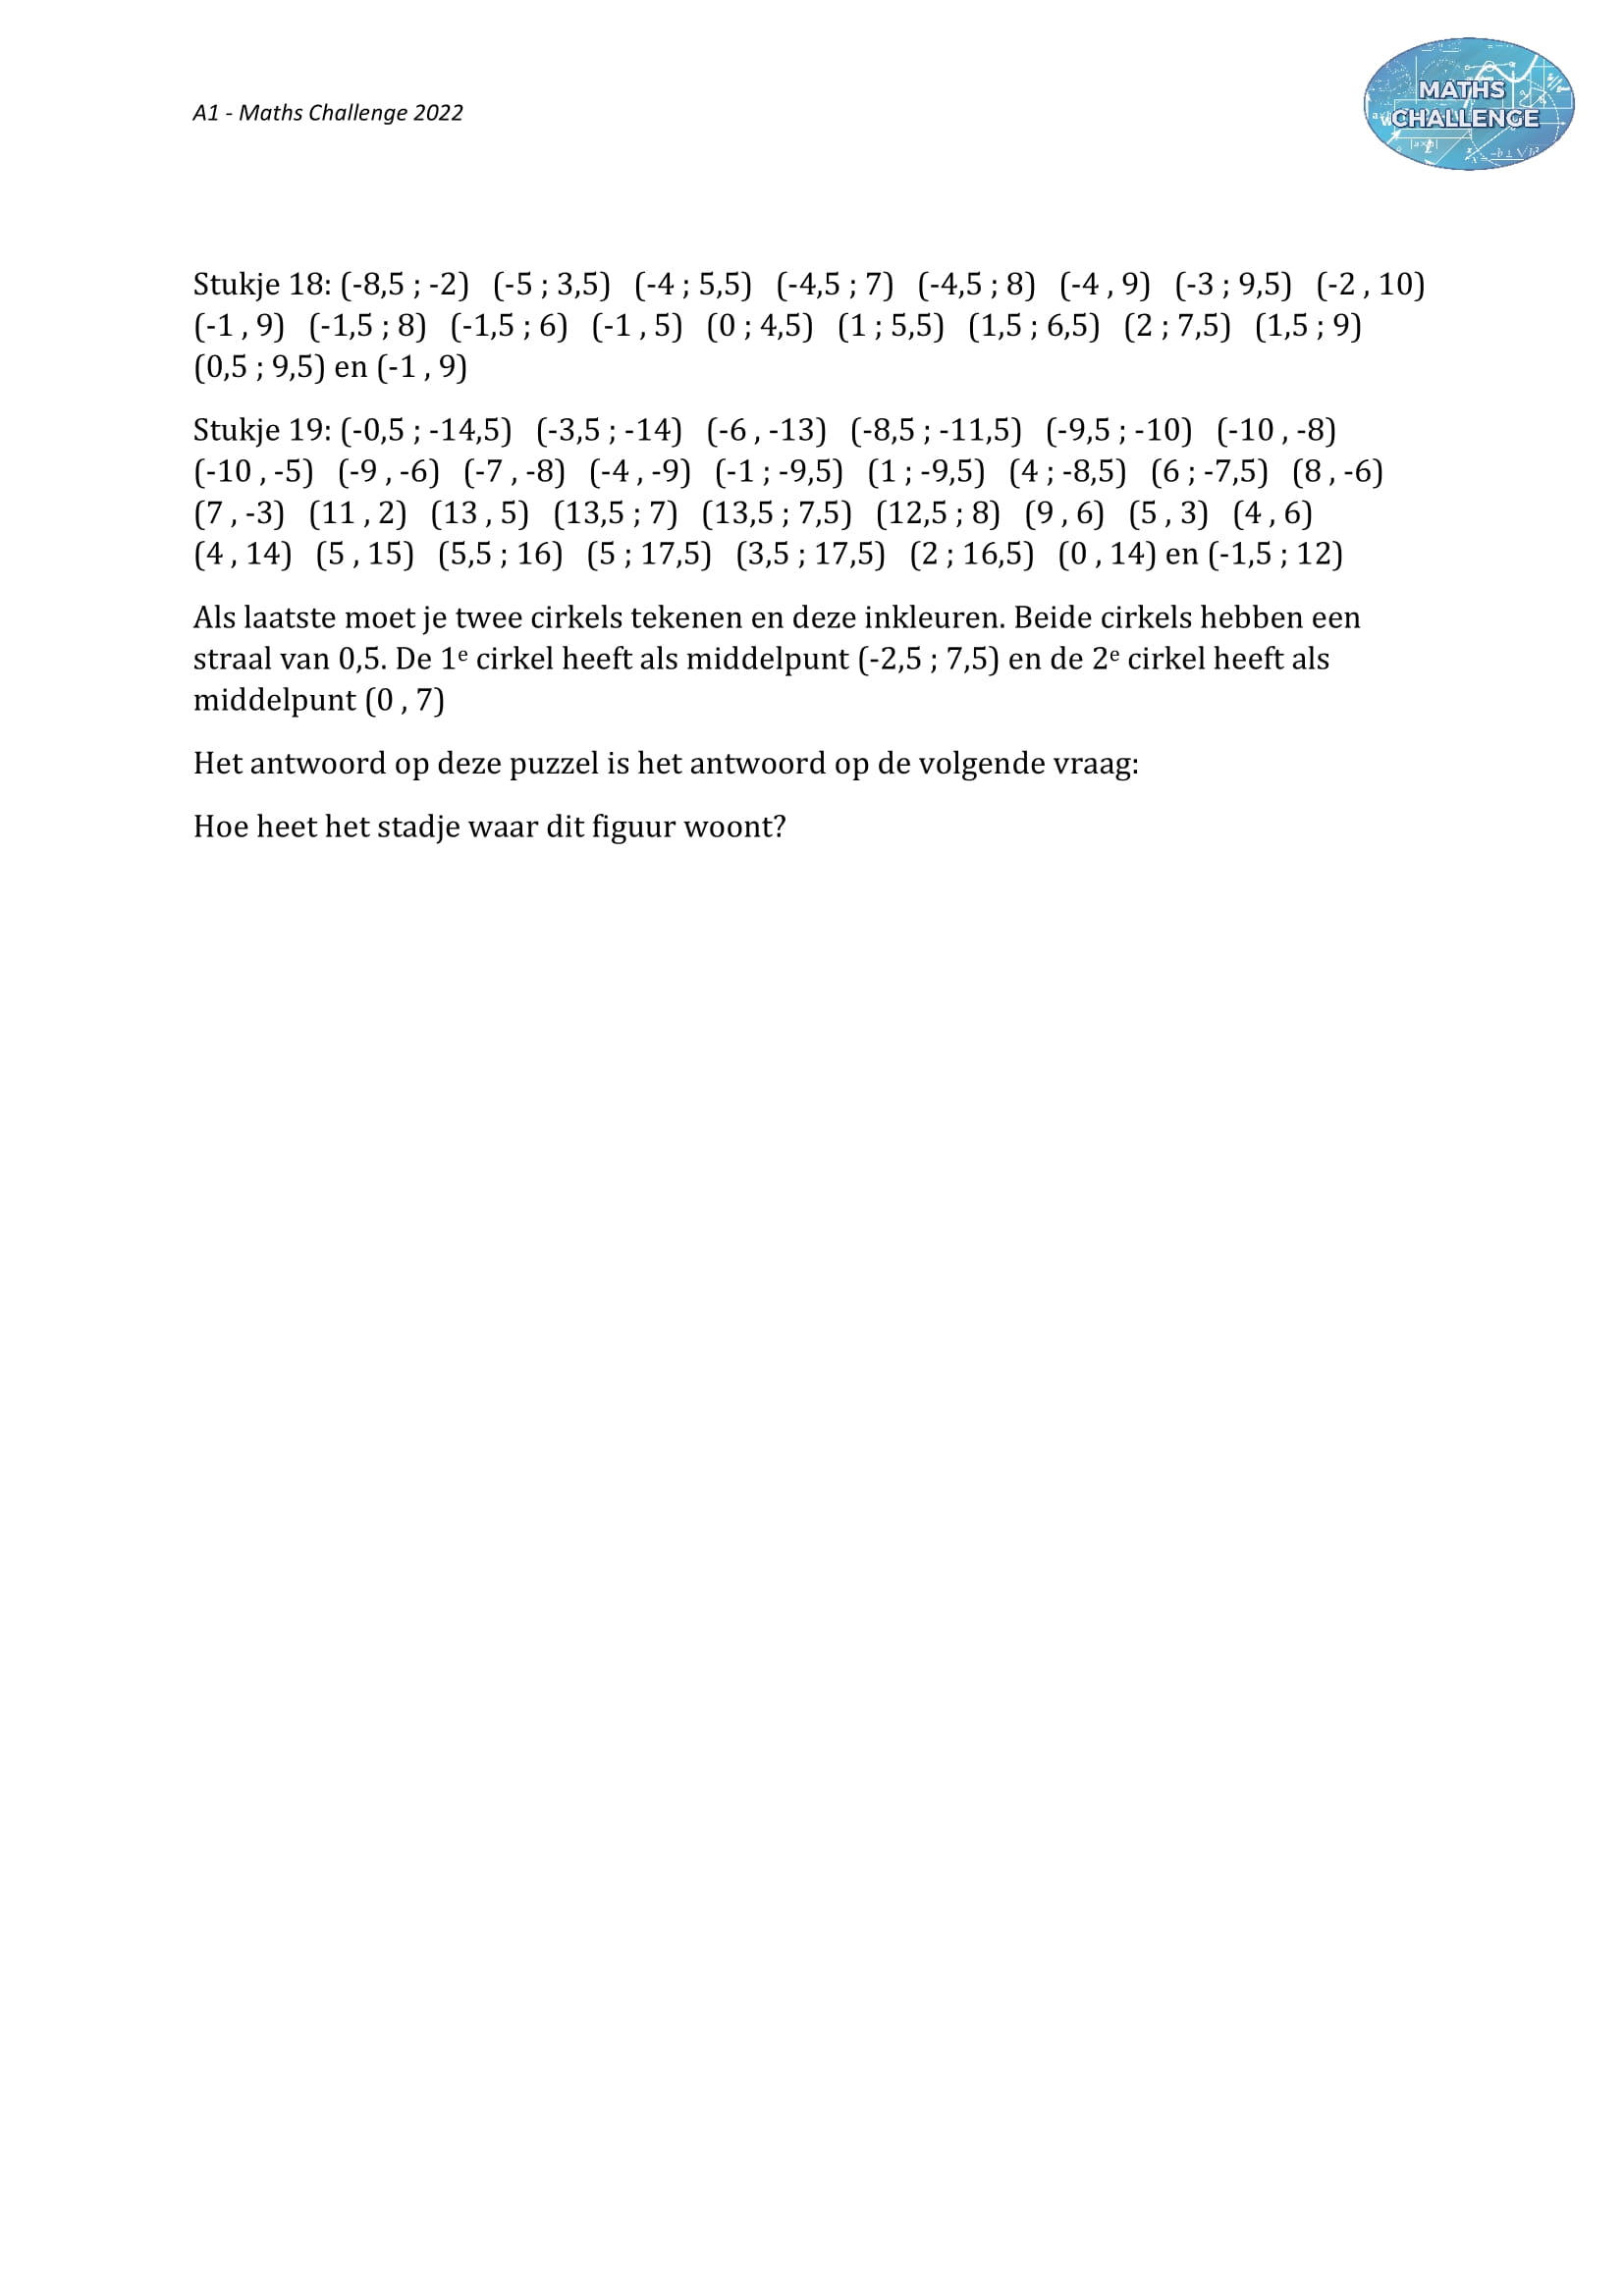 A1 - Maths Challenge 2022
MATHS
CHALLENGE
Stukje 18: (-8,5 ; -2) (-5 ; 3,5) (-4 ; 5,5) (-4,5 ; 7) (-4,5 ; 8) (-4 , 9) (-3 ; 9,5) (-2 , 10)
(-1 , 9) (-1,5 ; 8) (-1,5 ; 6) (-1 , 5) (0 ; 4,5) (1 ; 5,5) (1,5 ; 6,5) (2 ; 7,5) (1,5 ; 9)
(0,5 ; 9,5) en (-1 , 9)
Stukje 19: (-0,5 ; -14,5) (-3,5 ; -14) (-6 , -13) (-8,5 ; -11,5) (-9,5 ; -10) (-10 , -8)
(-10 , -5) (-9 , -6) (-7 , -8) (-4 , -9) (-1 ; -9,5) (1 ; -9,5) (4 ; -8,5) (6 ; -7,5) (8 , -6)
(7 , -3) (11 , 2) (13 , 5) (13,5 ; 7) (13,5 ; 7,5) (12,5 ; 8) (9 , 6) (5 , 3) (4 , 6)
(4 , 14) (5 , 15) (5,5 ; 16) (5 ; 17,5) (3,5 ; 17,5) (2 ; 16,5) (0 , 14) en (-1,5 ; 12)
Als laatste moet je twee cirkels tekenen en deze inkleuren. Beide cirkels hebben een
straal van 0,5. De 1e cirkel heeft als middelpunt (-2,5 ; 7,5) en de 2e cirkel heeft als
middelpunt (0 , 7)
Het antwoord op deze puzzel is het antwoord op de volgende vraag:
Hoe heet het stadje waar dit figuur woont?